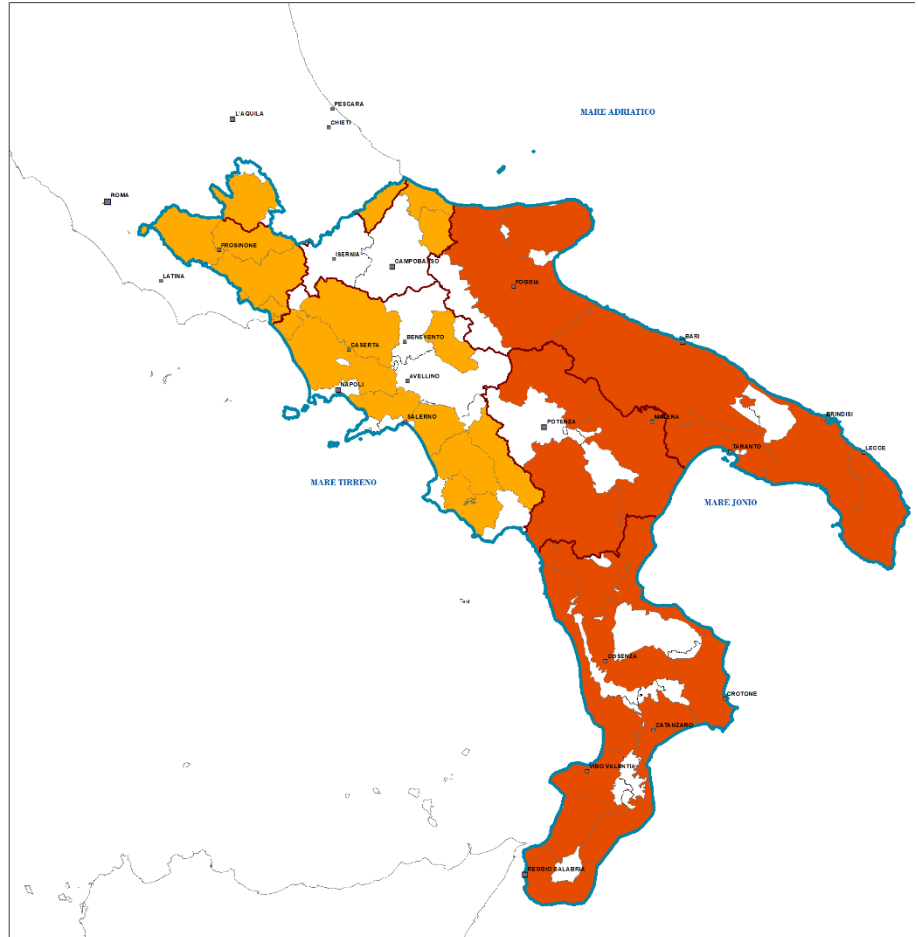 PESCARA
L'AQUILA
CHIETI
MARE ADRIATICO
ROMA
FROSINONE
ISERNIA
CAMPOBASSO
LATINA
FOGGIA
BENEVENTO
BARI
CASERTA
AVELLINO
NAPOLI
SALERNO
POTENZA
MATERA
BRINDISI
TARANTO
LECCE
MARE TIRRENO
MARE JONIO
Text
COSENZA
CROTONE
CATANZARO
VIBO VALENTIA
REGGIO CALABRIA